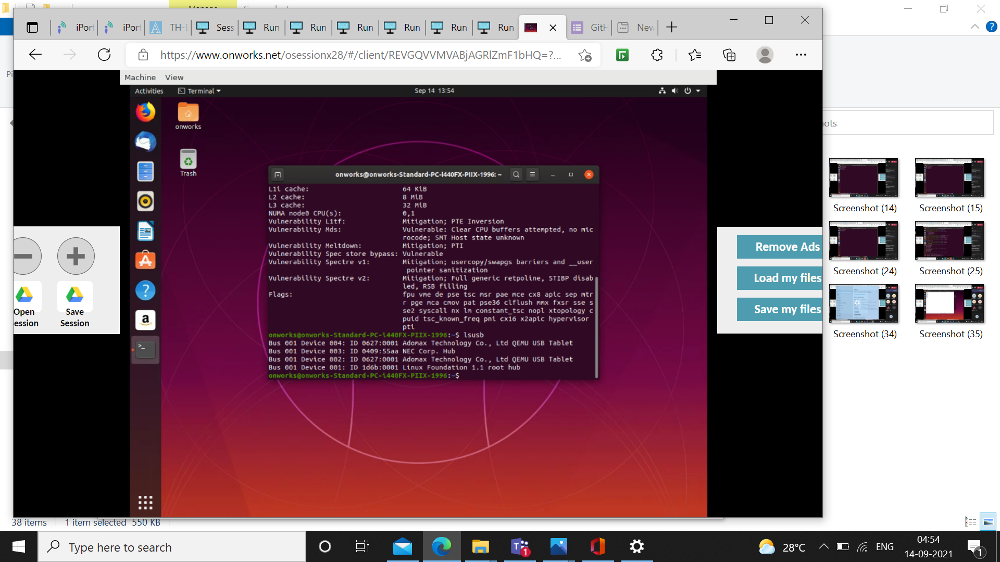 iPort
iPort
TH-
Sess
Run
Run
Run
Run
Run
Run
GitH
New
https://www.onworks.net/osessionx28/#/client/REVGQVVMVABjAGRlZmF1bHQ=?...
Machine View
Activities Terminal Sep 14 13:54
onworks
Trash
onworks@onworks-Standard-PC-i440FX-PIIX-1996: ~
L1i cache: 64 KiB
L2 cache: 8 MiB
L3 cache: 32 MiB
NUMA node0 CPU(s): 0,1
Vulnerability L1tf: Mitigation; PTE Inversion
Vulnerability Mds: Vulnerable: Clear CPU buffers attempted, no mic
rocode; SMT Host state unknown
Vulnerability Meltdown: Mitigation; PTI
Vulnerability Spec store bypass: Vulnerable
Vulnerability Spectre v1: Mitigation; usercopy/swapgs barriers and __user
pointer sanitization
Vulnerability Spectre v2: Mitigation; Full generic retpoline, STIBP disab
led, RSB filling
Flags: fpu vme de pse tsc msr pae mce cx8 apic sep mtr
r pge mca cmov pat pse36 clflush mmx fxsr sse s
se2 syscall nx lm constant_tsc nopl xtopology c
puid tsc_known_freq pni cx16 x2apic hypervisor
pti
onworks@onworks-Standard-PC-i440FX-PIIX-1996:~$ lsusb
Bus 001 Device 004: ID 0627:0001 Adomax Technology Co., Ltd QEMU USB Tablet
Bus 001 Device 003: ID 0409:55aa NEC Corp. Hub
Bus 001 Device 002: ID 0627:0001 Adomax Technology Co., Ltd QEMU USB Tablet
Bus 001 Device 001: ID 1d6b:0001 Linux Foundation 1.1 root hub
onworks@onworks-Standard-PC-i440FX-PIIX-1996:~$
Open
ession
Save
Session
Remove Ads
Load my files
Save my files
ots
Screenshot (14)
Screenshot (15)
Screenshot (24)
Screenshot (25)
Screenshot (34)
Screenshot (35)
38 items 1 item selected 550 KB
Type here to search
28°C ENG
04:54
14-09-2021
1